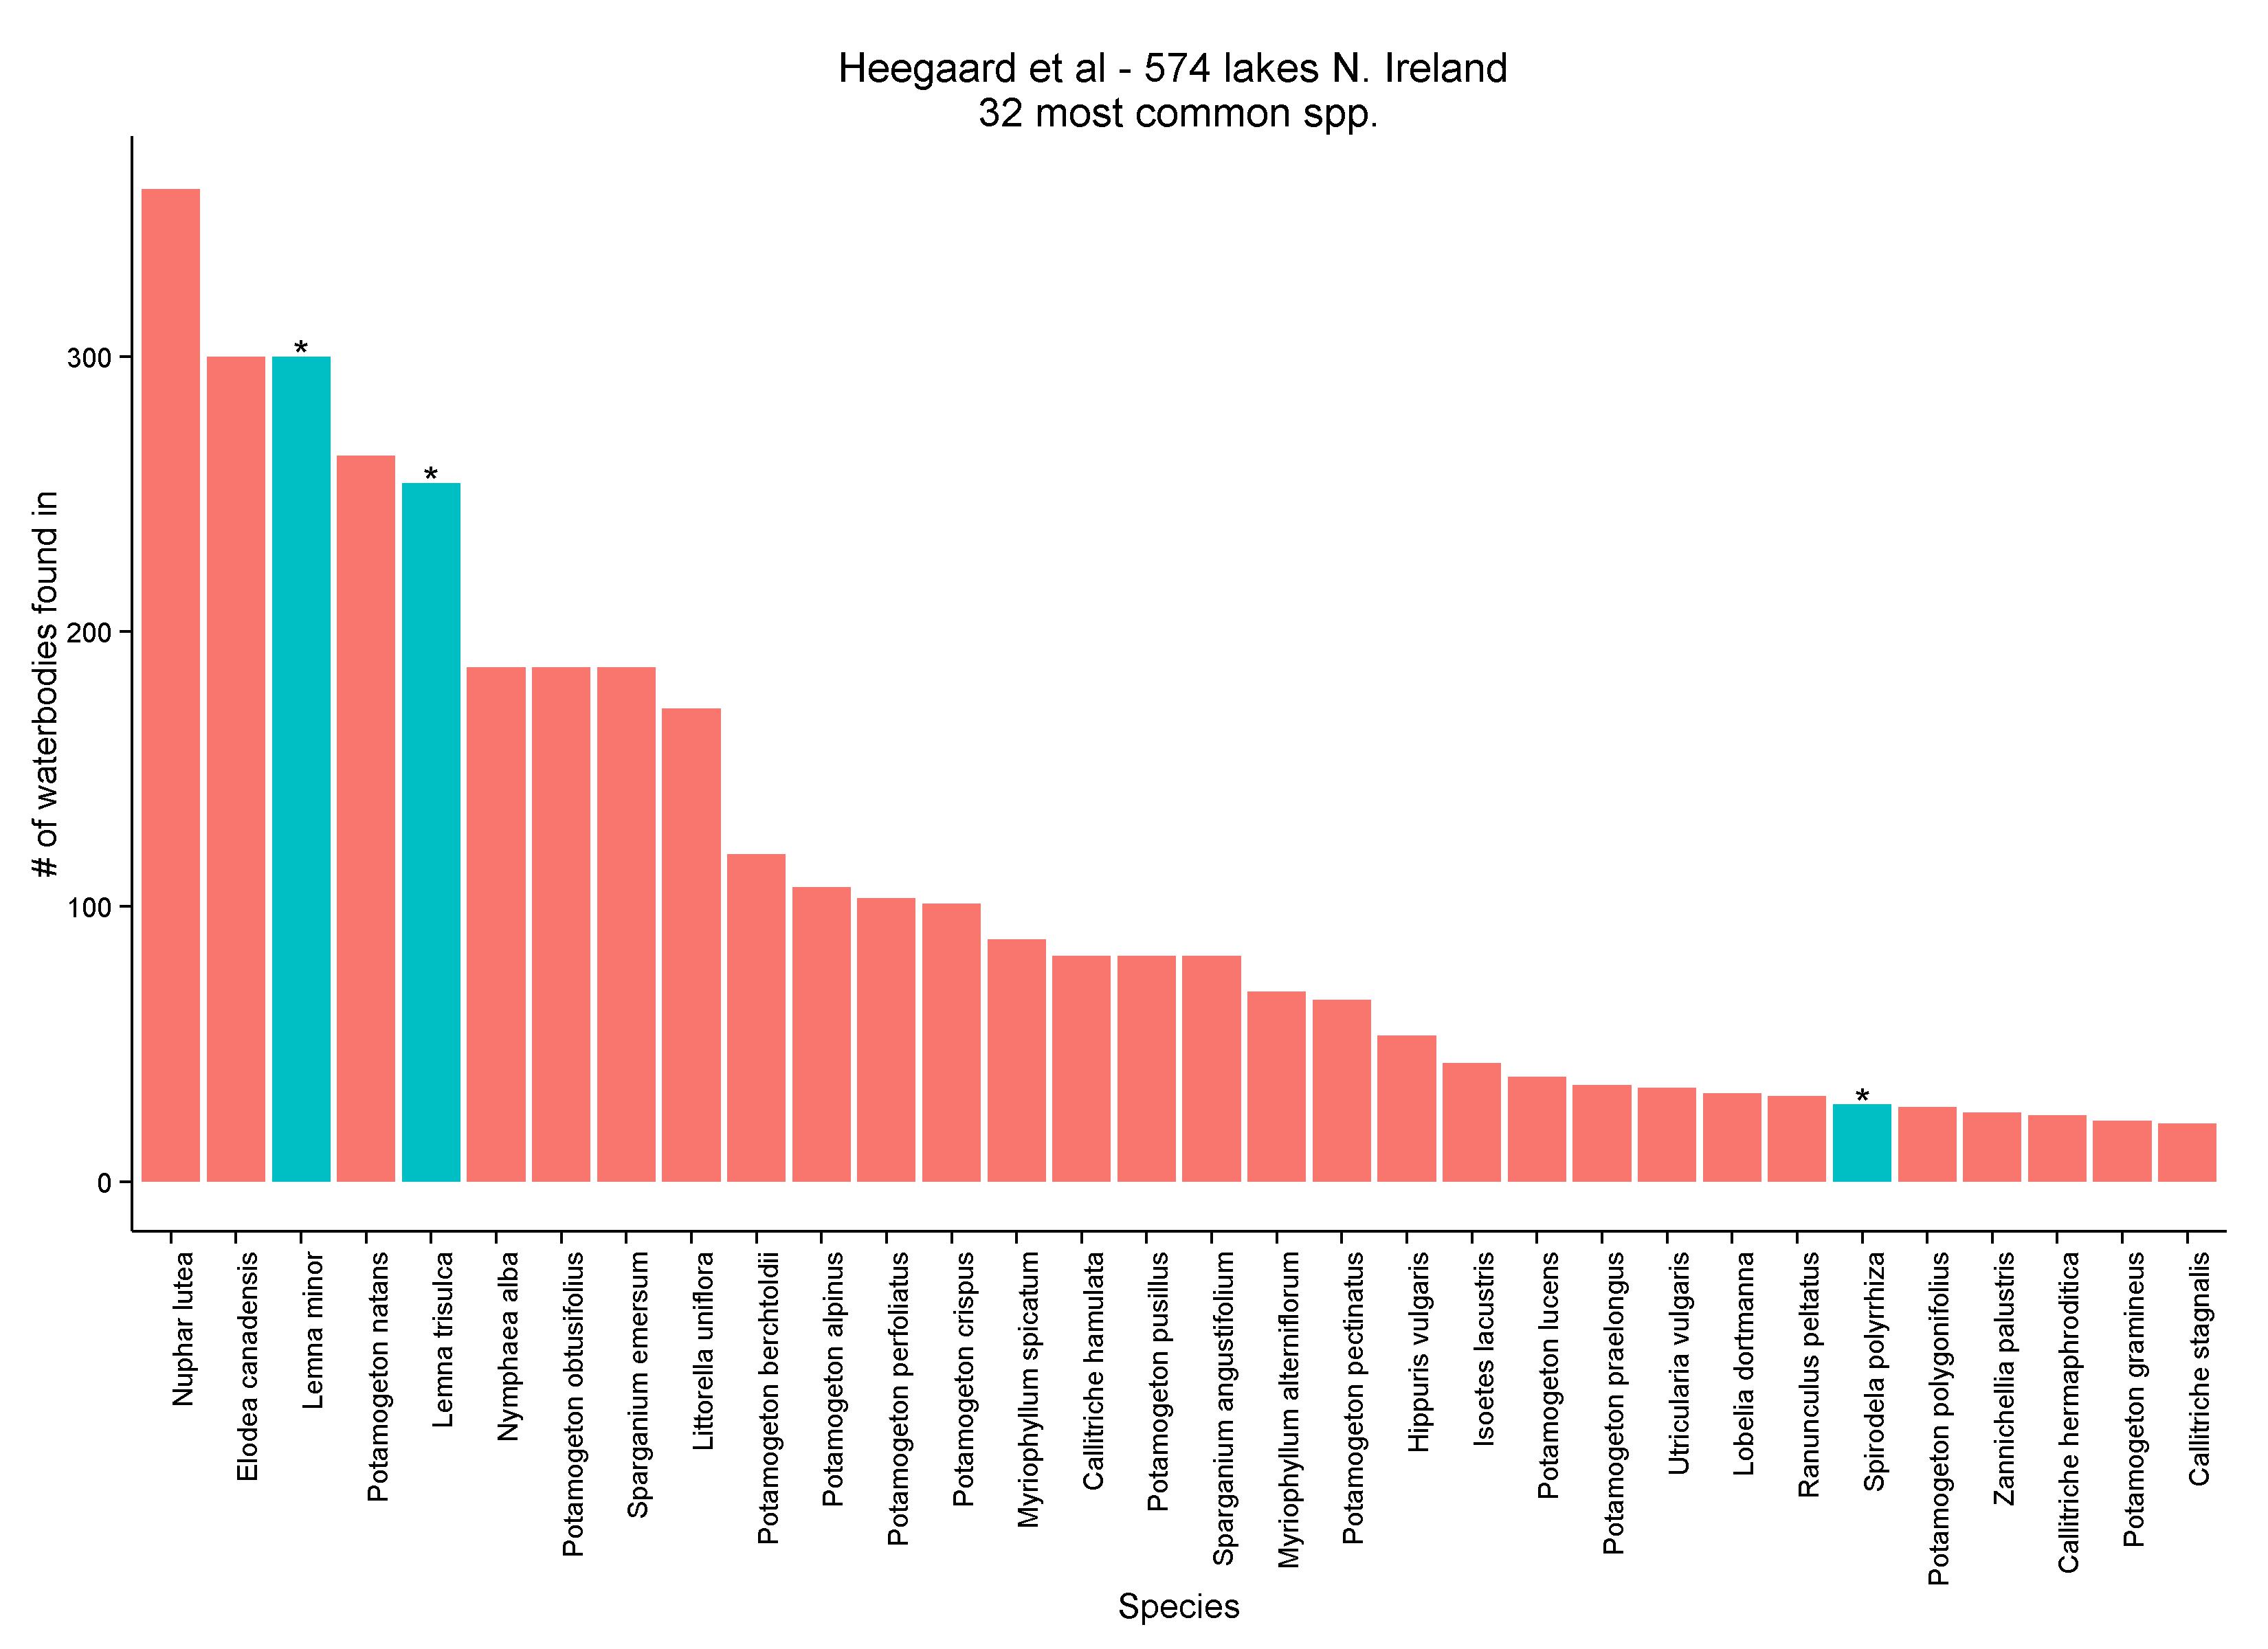 Heegaard et al - 574 lakes N. Ireland
32 most common spp.
# of waterbodies found in
300
200
100
0
*
*
*
Nuphar lutea
Elodea canadensis
Lemna minor
Potamogeton natans
Lemna trisulca
Nymphaea alba
Potamogeton obtusifolius
Sparganium emersum
Littorella uniflora
Potamogeton berchtoldii
Potamogeton alpinus
Potamogeton perfoliatus
Potamogeton crispus
Myriophyllum spicatum
Callitriche hamulata
Potamogeton pusillus
Sparganium angustifolium
Myriophyllum alterniflorum
Potamogeton pectinatus
Hippuris vulgaris
Isoetes lacustris
Potamogeton lucens
Potamogeton praelongus
Utricularia vulgaris
Lobelia dortmanna
Ranunculus peltatus
Spirodela polyrrhiza
Potamogeton polygonifolius
Zannichellia palustris
Callitriche hermaphroditica
Potamogeton gramineus
Callitriche stagnalis
Species